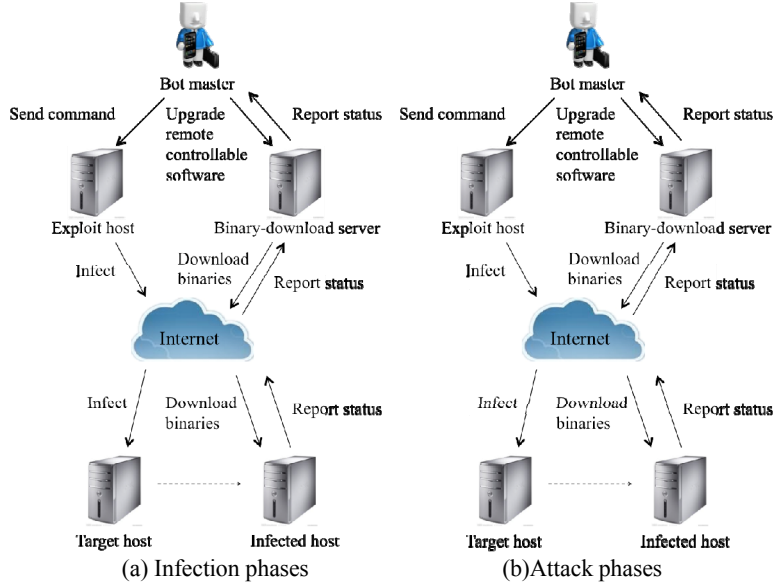 Bot master
Send command
Upgrade
remote
controllable
software
Report status
Exploit host
Binary-download server
Infect
Download
binaries
Report status
Internet
Infect
Download
binaries
Report status
Target host
Infected host
(a) Infection phases
Bot master
Send command
Upgrade
remote
controllable
software
Report status
Exploit host
Binary-download server
Infect
Download
binaries
Report status
Internet
Infect
Download
binaries
Report status
Target host
Infected host
(b)Attack phases